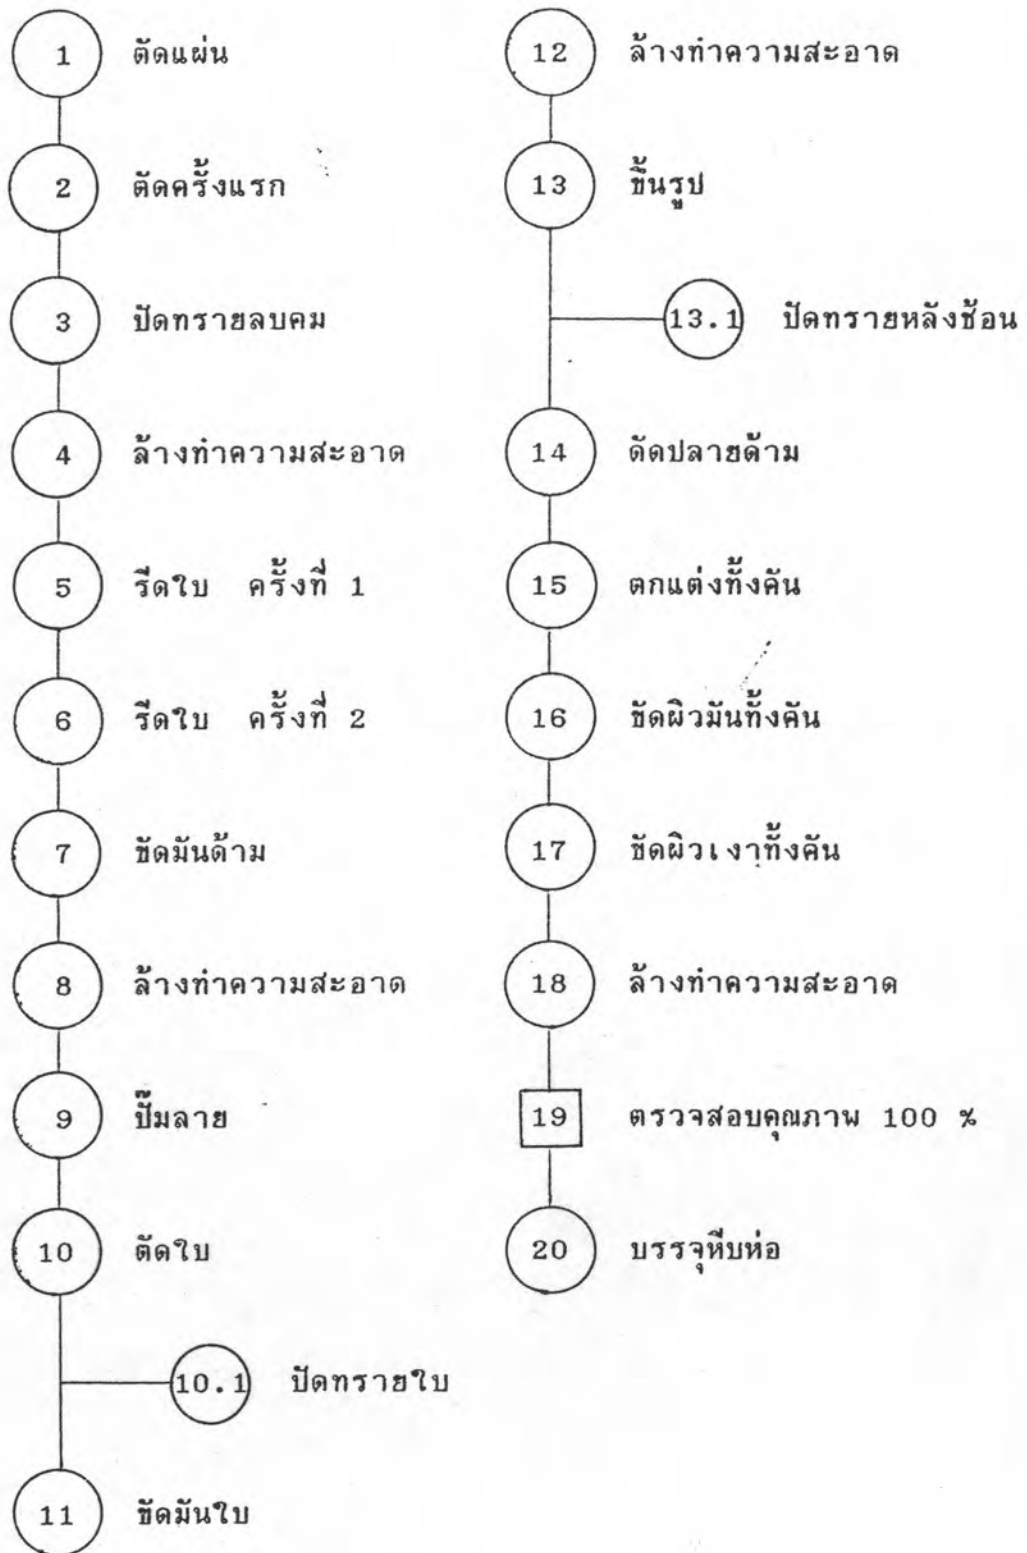 1 ตัดแผ่น
2 ตัดครั้งแรก
3 ปัดทรายลบคม
4 ล้างทำความสะอาด
5 รีดใบ ครั้งที่ 1
6 รีดใบ ครั้งที่ 2
7 ขัดมันด้าม
8 ล้างทำความสะอาด
9 ปั๊มลาย
10 ตัดใบ
10.1 ปัดทรายใบ
11 ขัดมันใบ
12 ล้างทำความสะอาด
13 ขึ้นรูป
13.1 ปัดทรายหลังช้อน
14 ดัดปลายด้าม
15 ตกแต่งทั้งคัน
16 ขัดผิวมันทั้งคัน
17 ขัดผิวเงาทั้งคัน
18 ล้างทำความสะอาด
19 ตรวจสอบคุณภาพ 100 %
20 บรรจุหีบห่อ